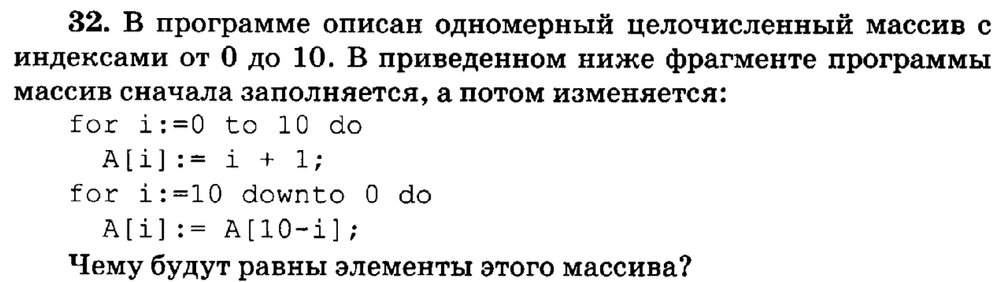 32. В программе описан одномерный целочисленный массив с
индексами от 0 до 10. В приведенном ниже фрагменте программы
массив сначала заполняется, а потом изменяется:
for i:=0 to 10 do
A[i]:= i + 1;
for i:=10 downto 0 do
A[i]:= A[10-i];
Чему будут равны элементы этого массива?